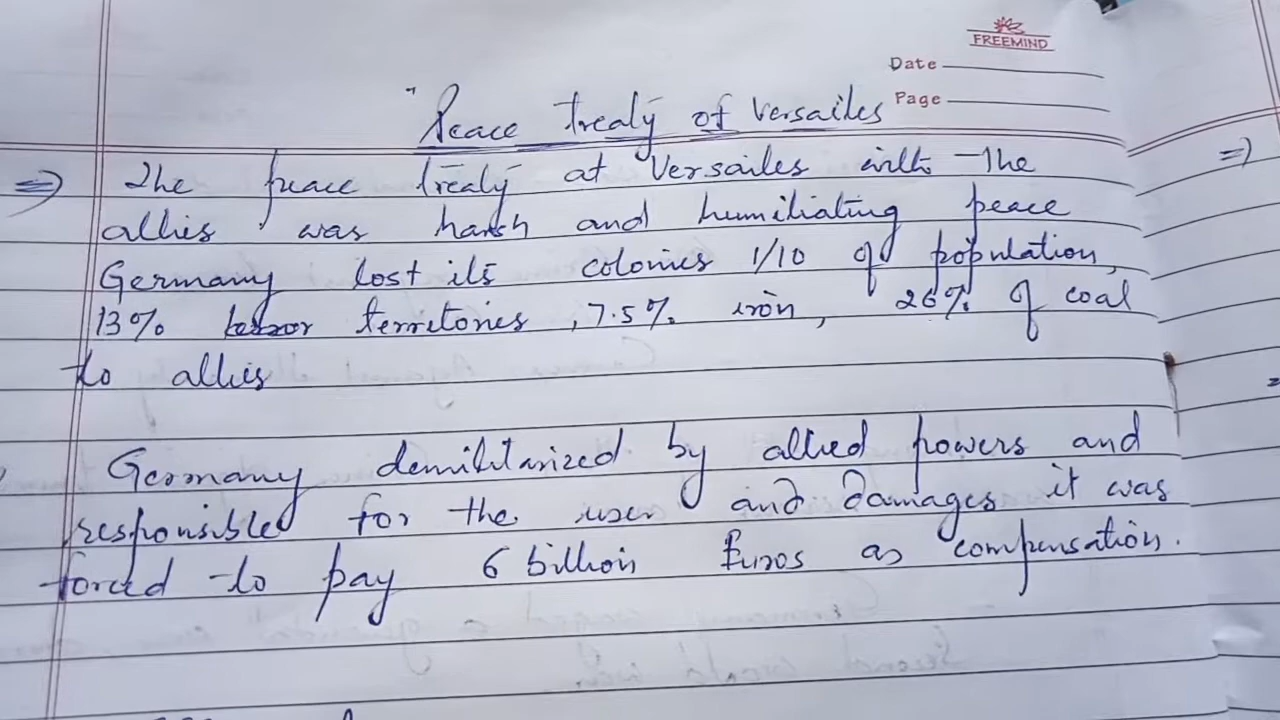 FREEMIND
Date
Page
Peace treaty of Versailes
=> The peace treaty at Versailes with The
allies was harsh and humiliating peace
Germany lost its colonies 1/10 of population,
13% territories, 7.5% iron, 26% of coal
to allies
Germany demilitarized by allied powers and
responsible for the and damages it was
forced to pay 6 billion Euros as compensation.
=>